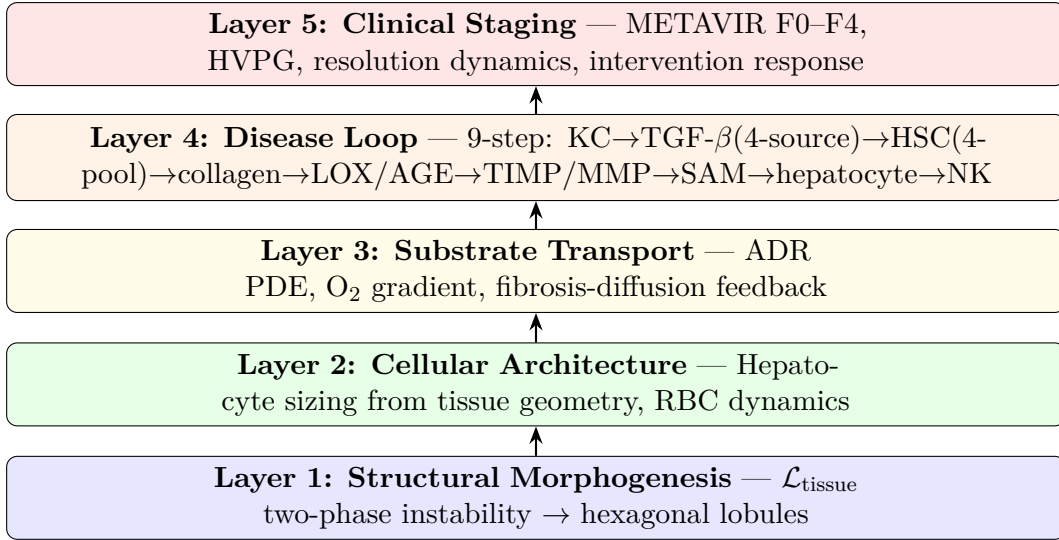 Layer 5: Clinical Staging — METAVIR F0–F4,
HVPG, resolution dynamics, intervention response
Layer 4: Disease Loop — 9-step: KC→TGF-β(4-source)→HSC(4-
pool)→collagen→LOX/AGE→TIMP/MMP→SAM→hepatocyte→NK
Layer 3: Substrate Transport — ADR
PDE, O₂ gradient, fibrosis-diffusion feedback
Layer 2: Cellular Architecture — Hepato-
cyte sizing from tissue geometry, RBC dynamics
Layer 1: Structural Morphogenesis — ℒ_tissue
two-phase instability → hexagonal lobules